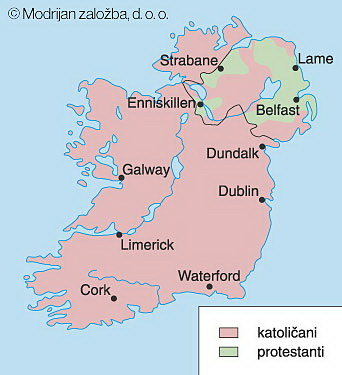 © Modrijan založba, d. o. o.
Strabane
Lame
Enniskillen
Belfast
Dundalk
Galway
Dublin
Limerick
Waterford
Cork
katoličani
protestanti